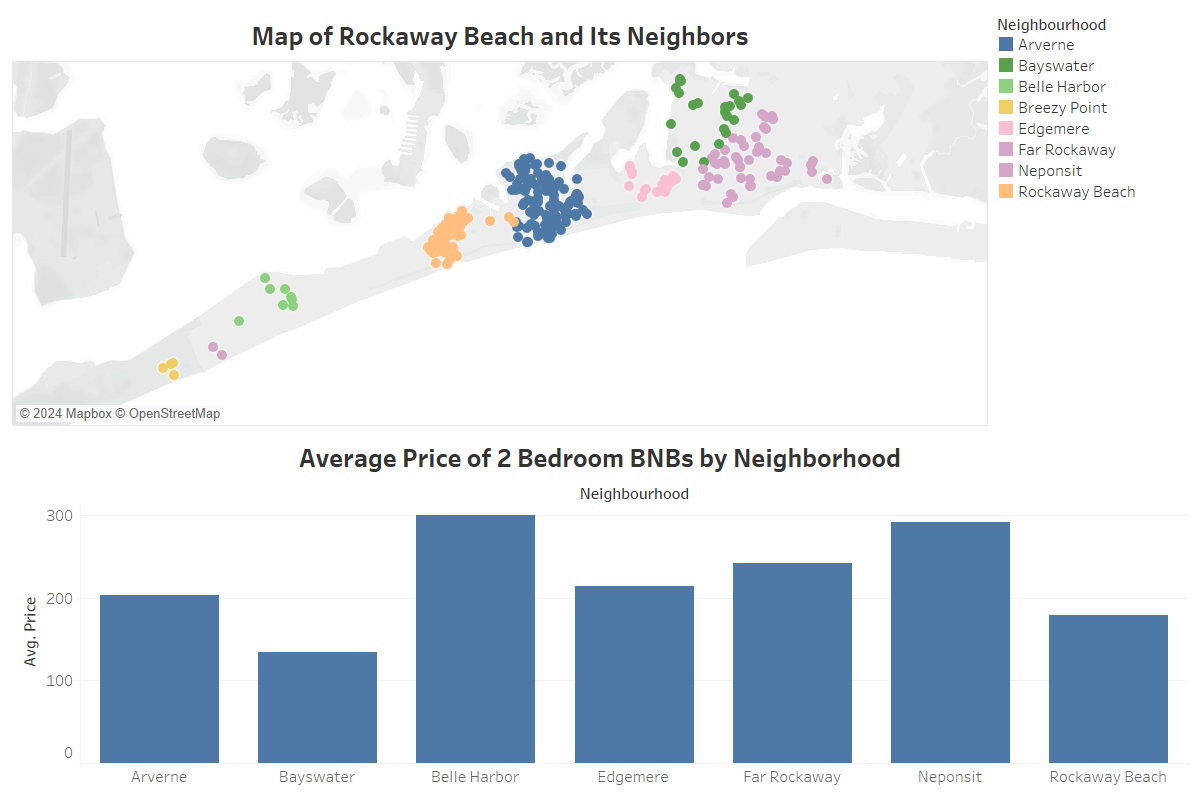 Map of Rockaway Beach and Its Neighbors
Neighbourhood
Arverne
Bayswater
Belle Harbor
Breezy Point
Edgemere
Far Rockaway
Neponsit
Rockaway Beach
© 2024 Mapbox © OpenStreetMap
Average Price of 2 Bedroom BNBs by Neighborhood
Neighbourhood
300
200
100
0
Avg. Price
Arverne Bayswater Belle Harbor Edgemere Far Rockaway Neponsit Rockaway Beach